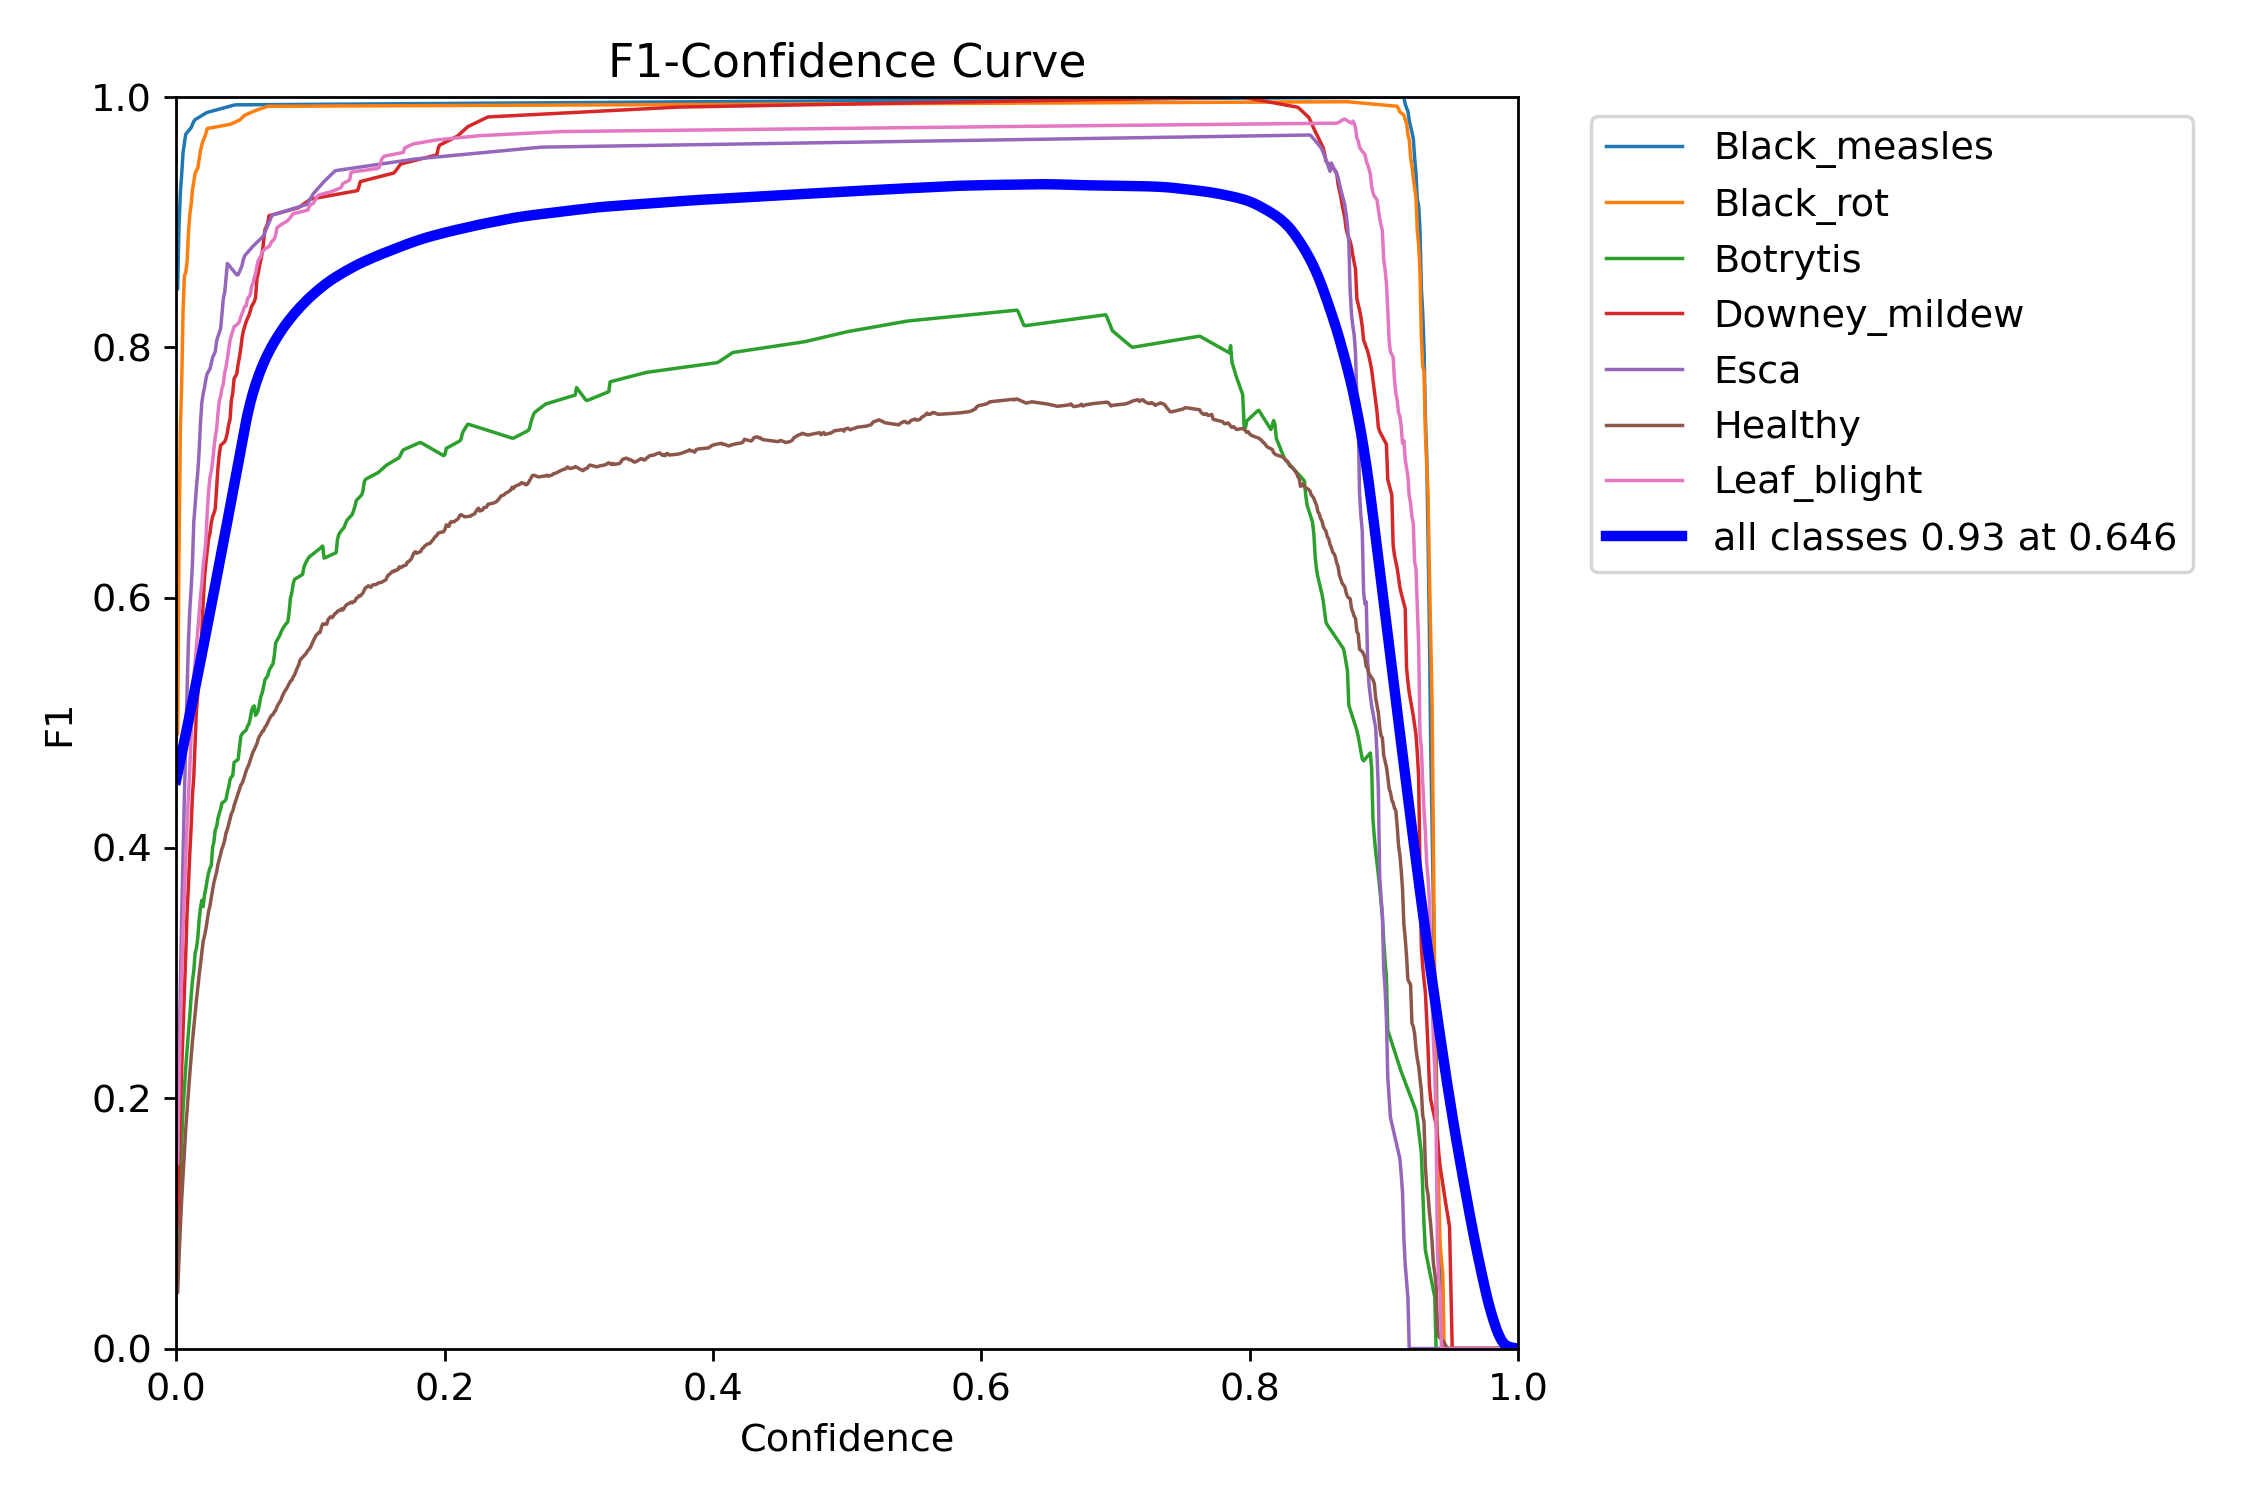 F1-Confidence Curve
1.0
0.8
0.6
0.4
0.2
0.0
F1
0.0 0.2 0.4 0.6 0.8 1.0
Confidence
Black_measles
Black_rot
Botrytis
Downey_mildew
Esca
Healthy
Leaf_blight
all classes 0.93 at 0.646